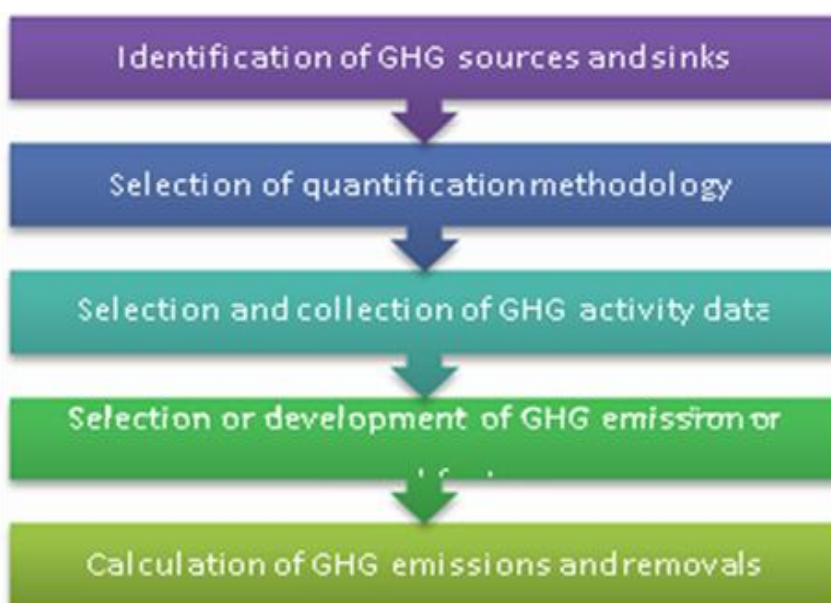 Identification of GHG sources and sinks
Selection of quantification methodology
Selection and collection of GHG activity data
Selection or development of GHG emission or
Calculation of GHG emissions and removals